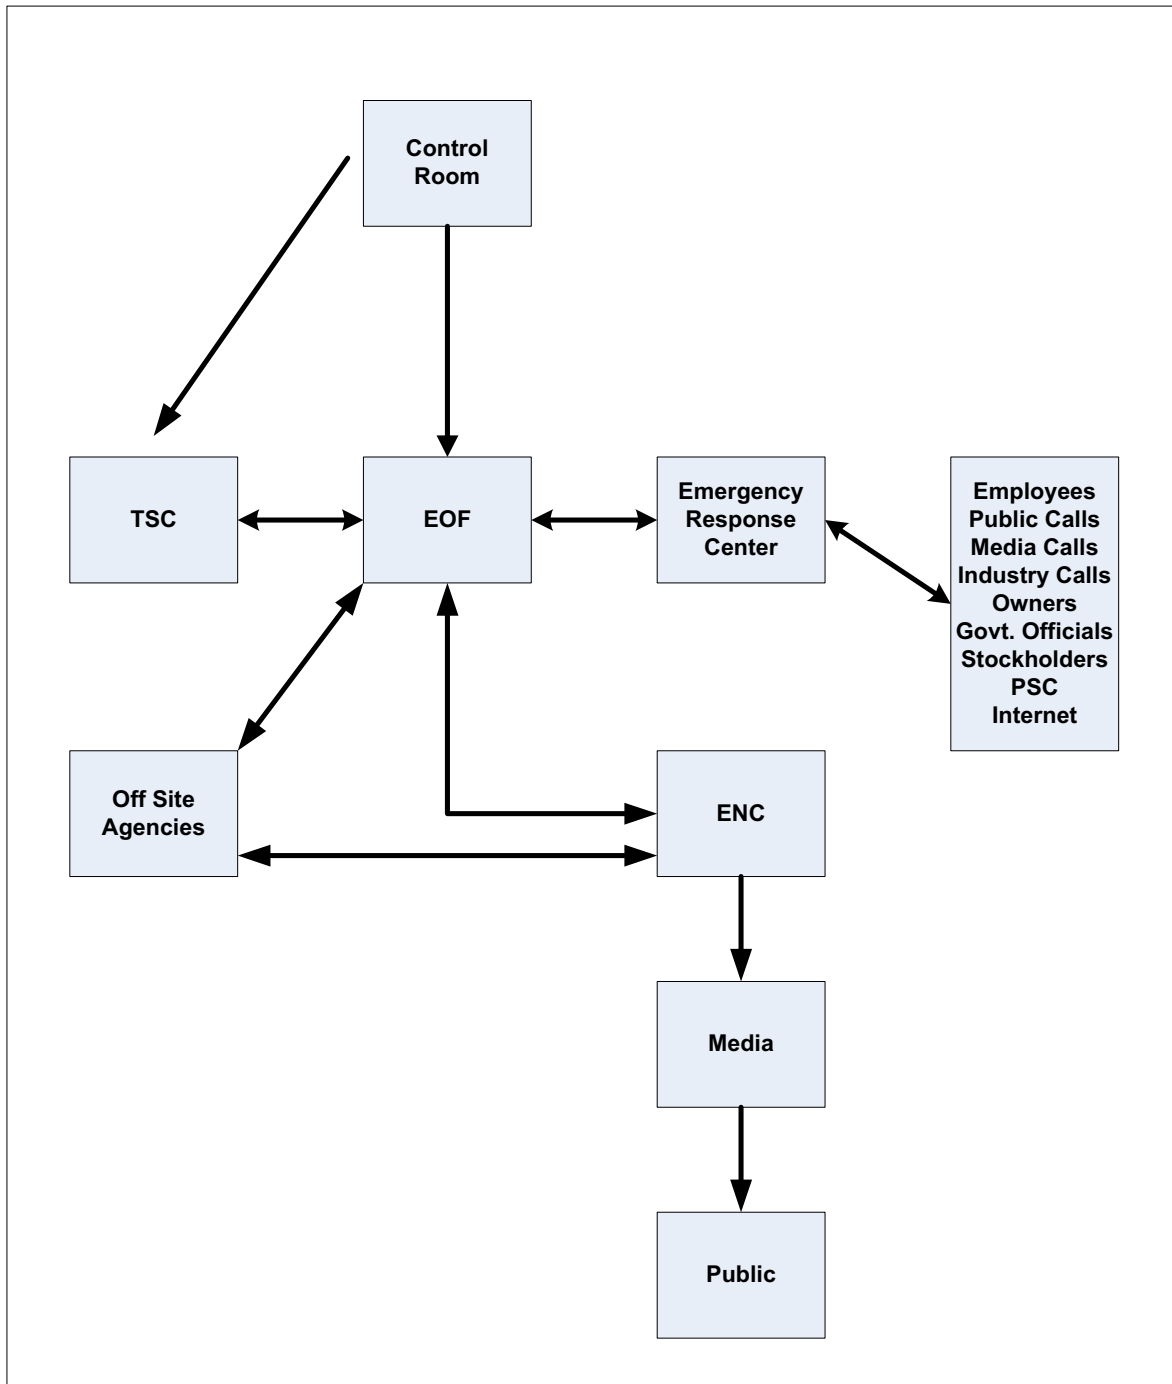 Control
Room
TSC
EOF
Emergency
Response
Center
Employees
Public Calls
Media Calls
Industry Calls
Owners
Govt. Officials
Stockholders
PSC
Internet
Off Site
Agencies
ENC
Media
Public